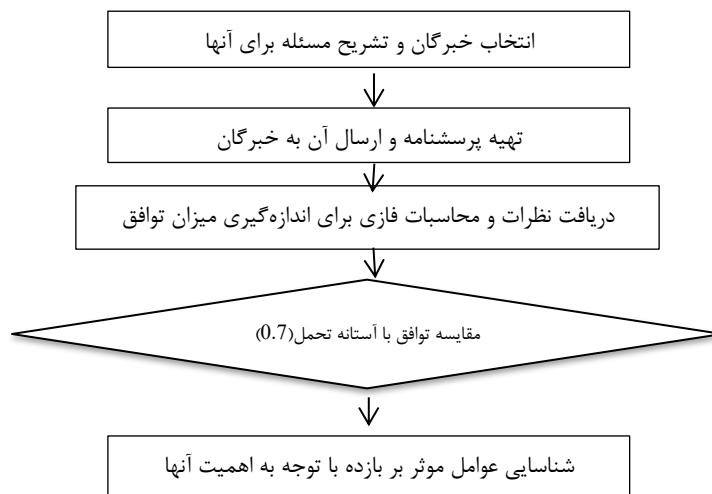 انتخاب خبرگان و تشریح مسئله برای آنها
تهیه پرسشنامه و ارسال آن به خبرگان
دریافت نظرات و محاسبات فازی برای اندازه‌گیری میزان توافق
مقایسه توافق با آستانه تحمل(0.7)
شناسایی عوامل موثر بر بازده با توجه به اهمیت آنها